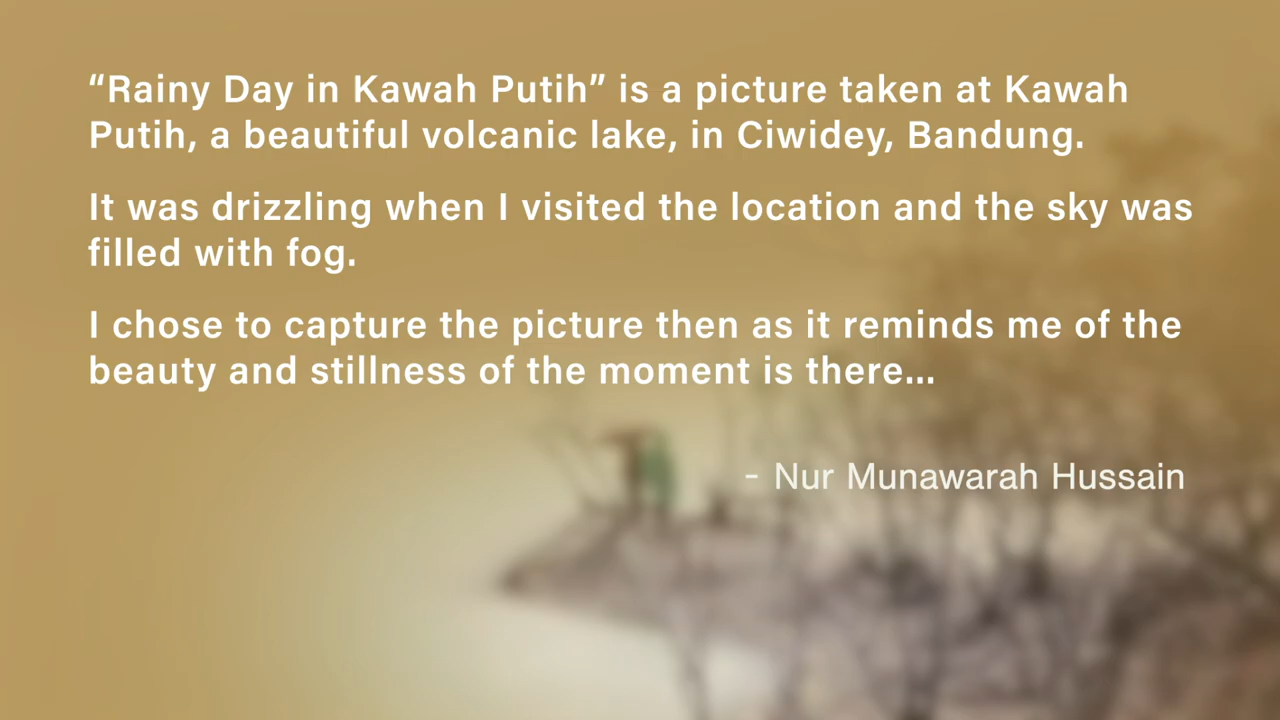 “Rainy Day in Kawah Putih” is a picture taken at Kawah
Putih, a beautiful volcanic lake, in Ciwidey, Bandung.
It was drizzling when I visited the location and the sky was
filled with fog.
I chose to capture the picture then as it reminds me of the
beauty and stillness of the moment is there...
- Nur Munawarah Hussain